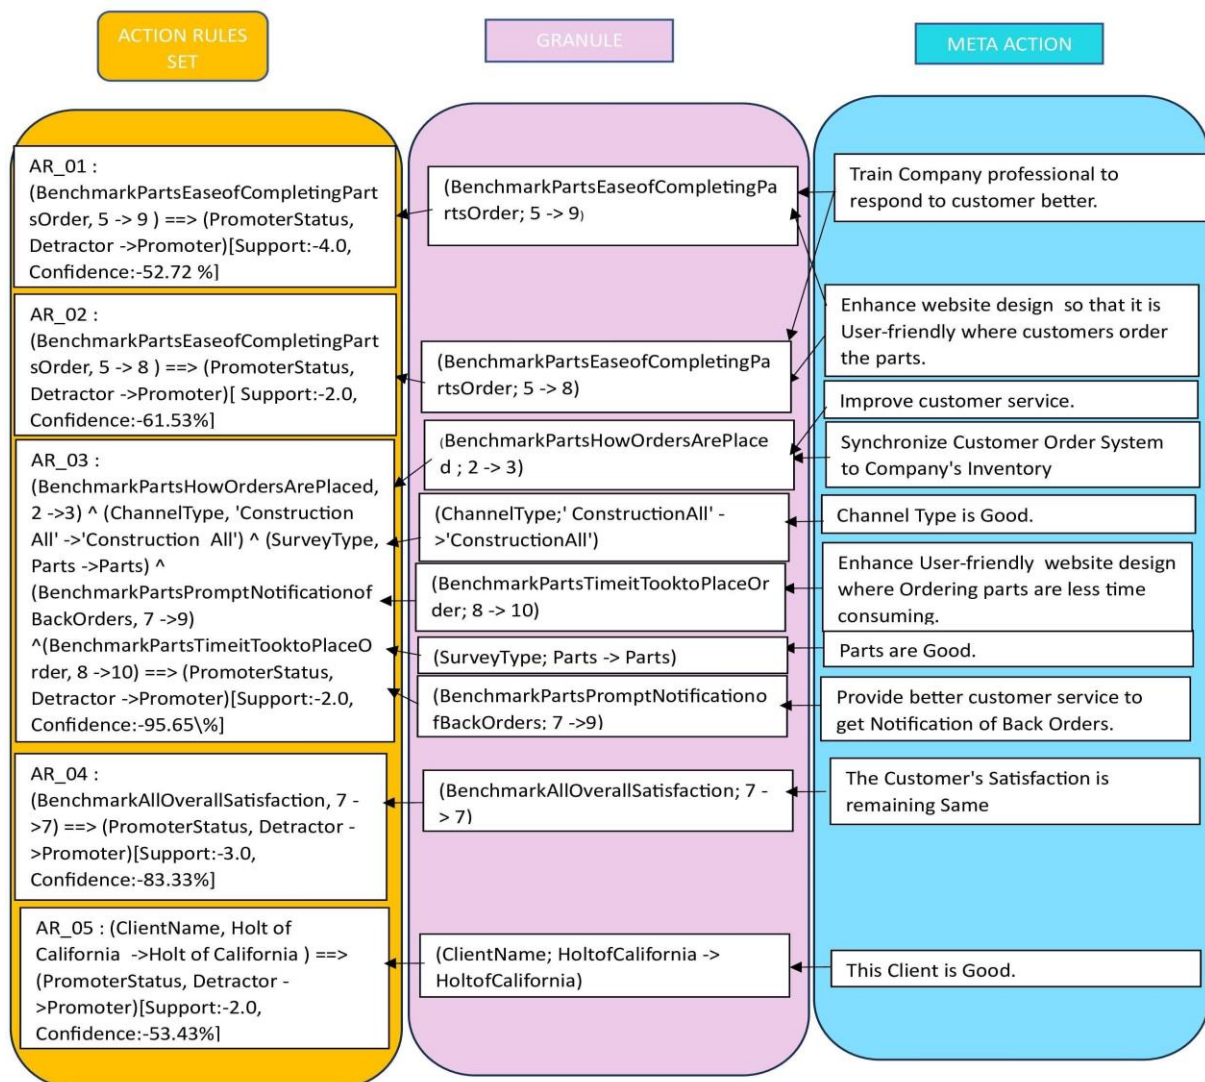 ACTION RULES
SET
GRANULE
META ACTION
AR_01 :
(BenchmarkPartsEaseofCompletingPart
sOrder, 5 -> 9 ) ==> (PromoterStatus,
Detractor ->Promoter)[Support:-4.0,
Confidence:-52.72 %]
AR_02 :
(BenchmarkPartsEaseofCompletingPart
sOrder, 5 -> 8 ) ==> (PromoterStatus,
Detractor ->Promoter)[ Support:-2.0,
Confidence:-61.53%]
AR_03 :
(BenchmarkPartsHowOrdersArePlaced,
2 ->3) ^ (ChannelType, 'Construction
All' ->'Construction  All') ^ (SurveyType,
Parts ->Parts) ^
(BenchmarkPartsPromptNotificationof
BackOrders, 7 ->9)
^(BenchmarkPartsTimeitTooktoPlaceO
rder, 8 ->10) ==> (PromoterStatus,
Detractor ->Promoter)[Support:-2.0,
Confidence:-95.65\%]
AR_04 :
(BenchmarkAllOverallSatisfaction, 7 -
>7) ==> (PromoterStatus, Detractor -
>Promoter)[Support:-3.0,
Confidence:-83.33%]
AR_05 : (ClientName, Holt of
California  ->Holt of California ) ==>
(PromoterStatus, Detractor -
>Promoter)[Support:-2.0,
Confidence:-53.43%]
(BenchmarkPartsEaseofCompletingPa
rtsOrder; 5 -> 9)
(BenchmarkPartsEaseofCompletingPa
rtsOrder; 5 -> 8)
(BenchmarkPartsHowOrdersArePlace
d ; 2 -> 3)
(ChannelType;' ConstructionAll' -
>'ConstructionAll')
(BenchmarkPartsTimeitTooktoPlaceOr
der; 8 -> 10)
(SurveyType; Parts -> Parts)
(BenchmarkPartsPromptNotificationo
fBackOrders; 7 ->9)
(BenchmarkAllOverallSatisfaction; 7 -
> 7)
(ClientName; HoltofCalifornia ->
HoltofCalifornia)
Train Company professional to
respond to customer better.
Enhance website design  so that it is
User-friendly where customers order
the parts.
Improve customer service.
Synchronize Customer Order System
to Company's Inventory
Channel Type is Good.
Enhance User-friendly  website design
where Ordering parts are less time
consuming.
Parts are Good.
Provide better customer service to
get Notification of Back Orders.
The Customer's Satisfaction is
remaining Same
This Client is Good.